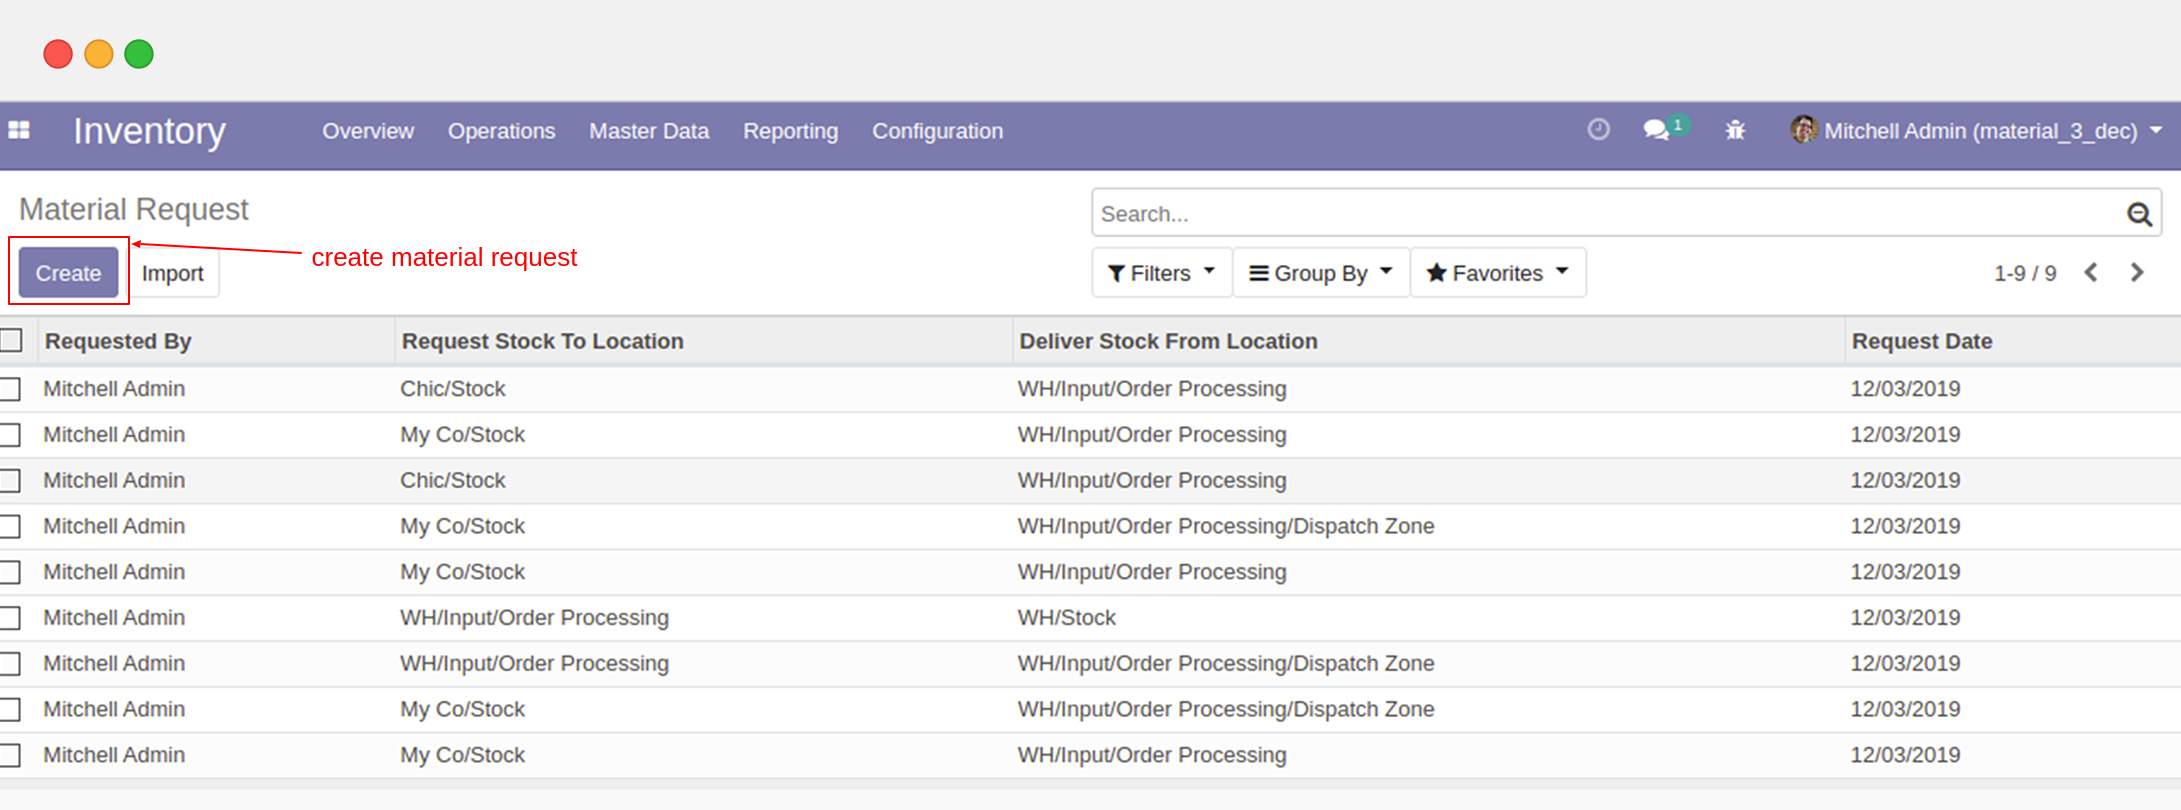 Inventory Overview Operations Master Data Reporting Configuration 1 Mitchell Admin (material_3_dec)
Material Request
Search...
create material request
Create Import Filters Group By Favorites 1-9 / 9
Requested By Request Stock To Location Deliver Stock From Location Request Date
Mitchell Admin Chic/Stock WH/Input/Order Processing 12/03/2019
Mitchell Admin My Co/Stock WH/Input/Order Processing 12/03/2019
Mitchell Admin Chic/Stock WH/Input/Order Processing 12/03/2019
Mitchell Admin My Co/Stock WH/Input/Order Processing/Dispatch Zone 12/03/2019
Mitchell Admin My Co/Stock WH/Input/Order Processing 12/03/2019
Mitchell Admin WH/Input/Order Processing WH/Stock 12/03/2019
Mitchell Admin WH/Input/Order Processing WH/Input/Order Processing/Dispatch Zone 12/03/2019
Mitchell Admin My Co/Stock WH/Input/Order Processing/Dispatch Zone 12/03/2019
Mitchell Admin My Co/Stock WH/Input/Order Processing 12/03/2019